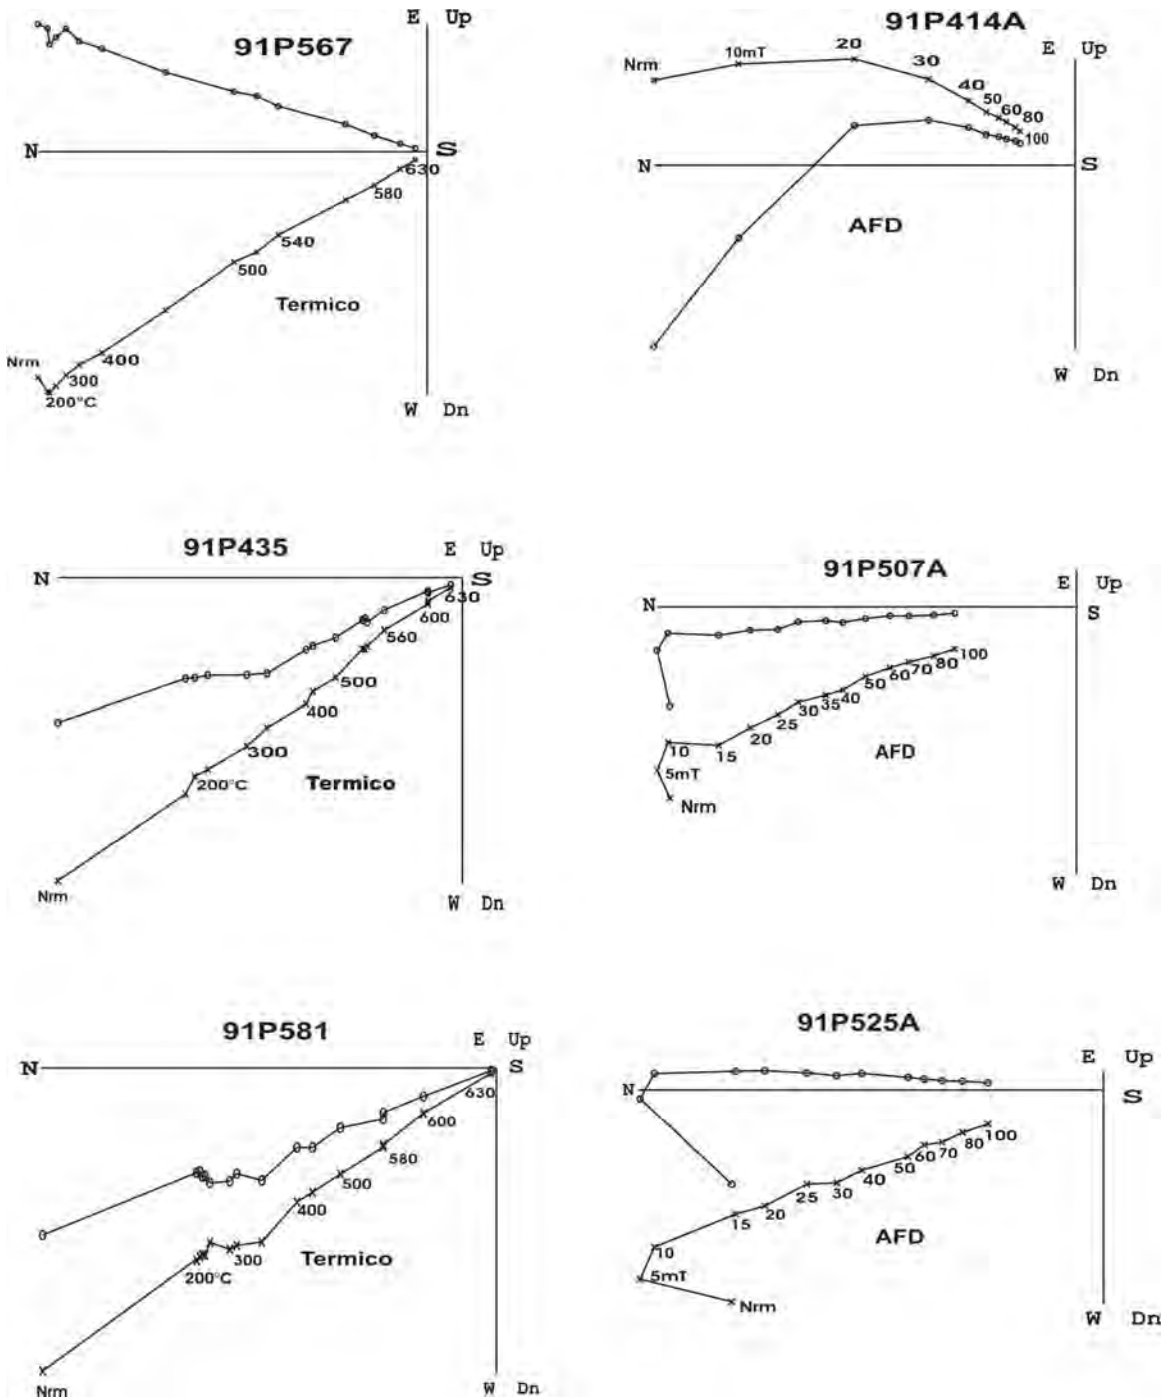 91P567
E Up
N
S
630
580
540
500
Termico
400
300
Nrm
200°C
W Dn
91P414A
E Up
Nrm
10mT
20
30
40
50
60
80
100
N
S
AFD
W Dn
91P435
E Up
N
S
630
600
560
500
400
300
200°C
Termico
Nrm
W Dn
91P507A
E Up
N
S
100
80
70
60
50
40
35
30
25
20
15
10
5mT
Nrm
AFD
W Dn
91P581
E Up
N
S
630
600
580
500
400
300
200°C
Termico
Nrm
W Dn
91P525A
E Up
N
S
100
80
70
60
50
40
30
25
20
15
10
5mT
Nrm
AFD
W Dn